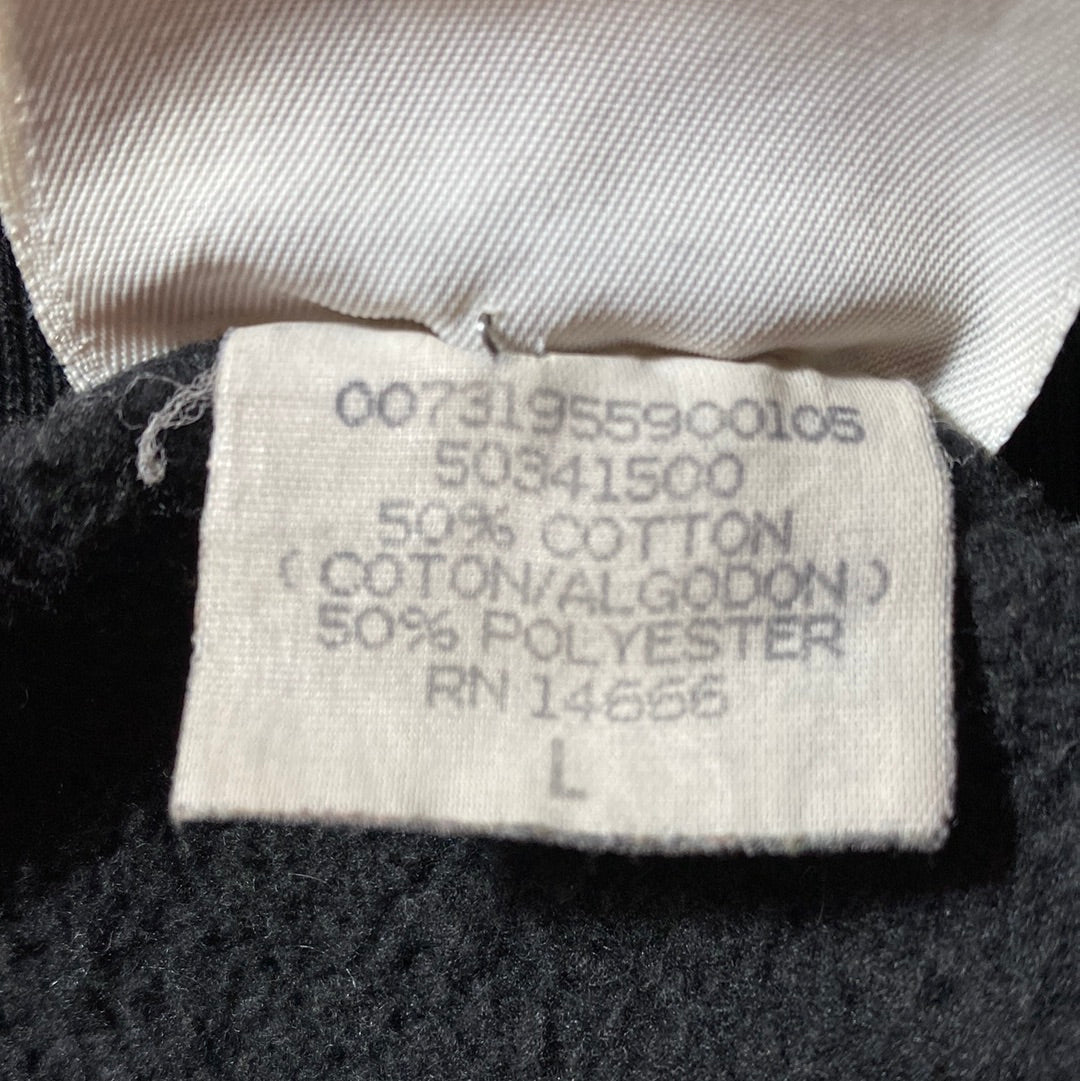 00731955900105
50341500
50% COTTON
( COTON/ALGODON )
50% POLYESTER
RN 14666
L